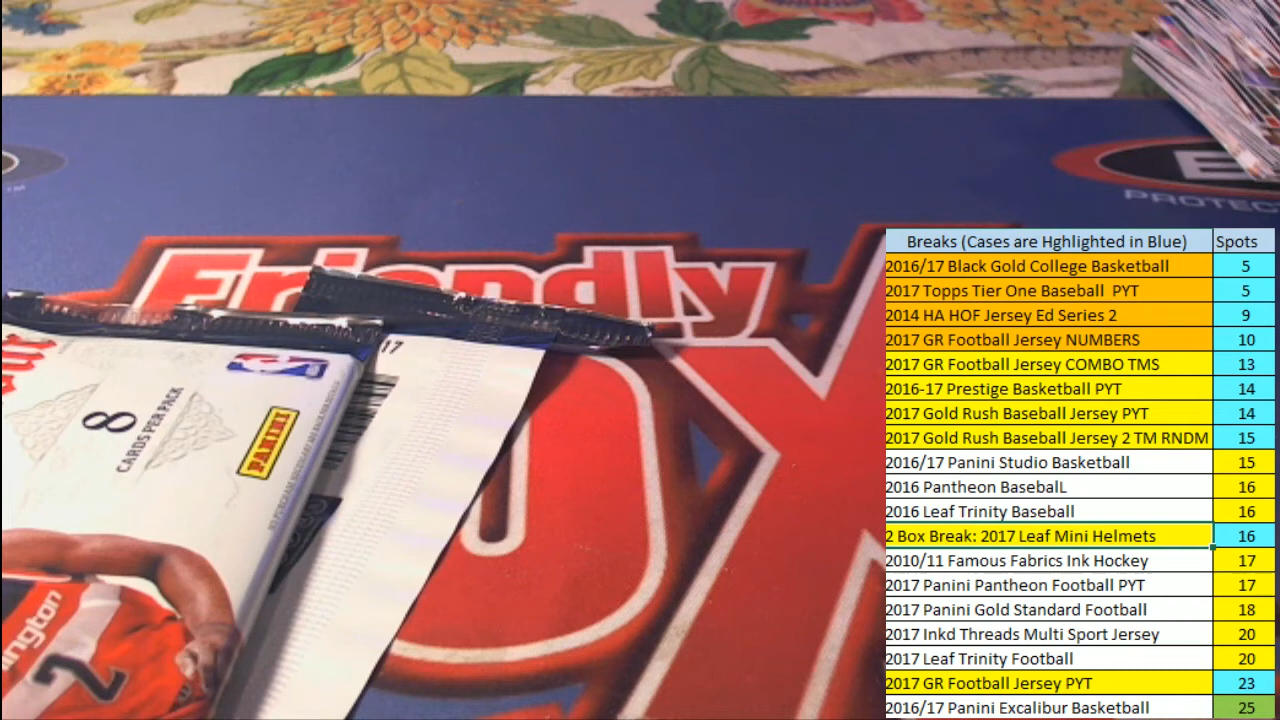 E
PROTEC
Friendly
OX
17
8
CARDS PER PACK
PANINI
ington
2
Breaks (Cases are Hghlighted in Blue) Spots
2016/17 Black Gold College Basketball 5
2017 Topps Tier One Baseball PYT 5
2014 HA HOF Jersey Ed Series 2 9
2017 GR Football Jersey NUMBERS 10
2017 GR Football Jersey COMBO TMS 13
2016-17 Prestige Basketball PYT 14
2017 Gold Rush Baseball Jersey PYT 14
2017 Gold Rush Baseball Jersey 2 TM RNDM 15
2016/17 Panini Studio Basketball 15
2016 Pantheon BasebalL 16
2016 Leaf Trinity Baseball 16
2 Box Break: 2017 Leaf Mini Helmets 16
2010/11 Famous Fabrics Ink Hockey 17
2017 Panini Pantheon Football PYT 17
2017 Panini Gold Standard Football 18
2017 Inkd Threads Multi Sport Jersey 20
2017 Leaf Trinity Football 20
2017 GR Football Jersey PYT 23
2016/17 Panini Excalibur Basketball 25